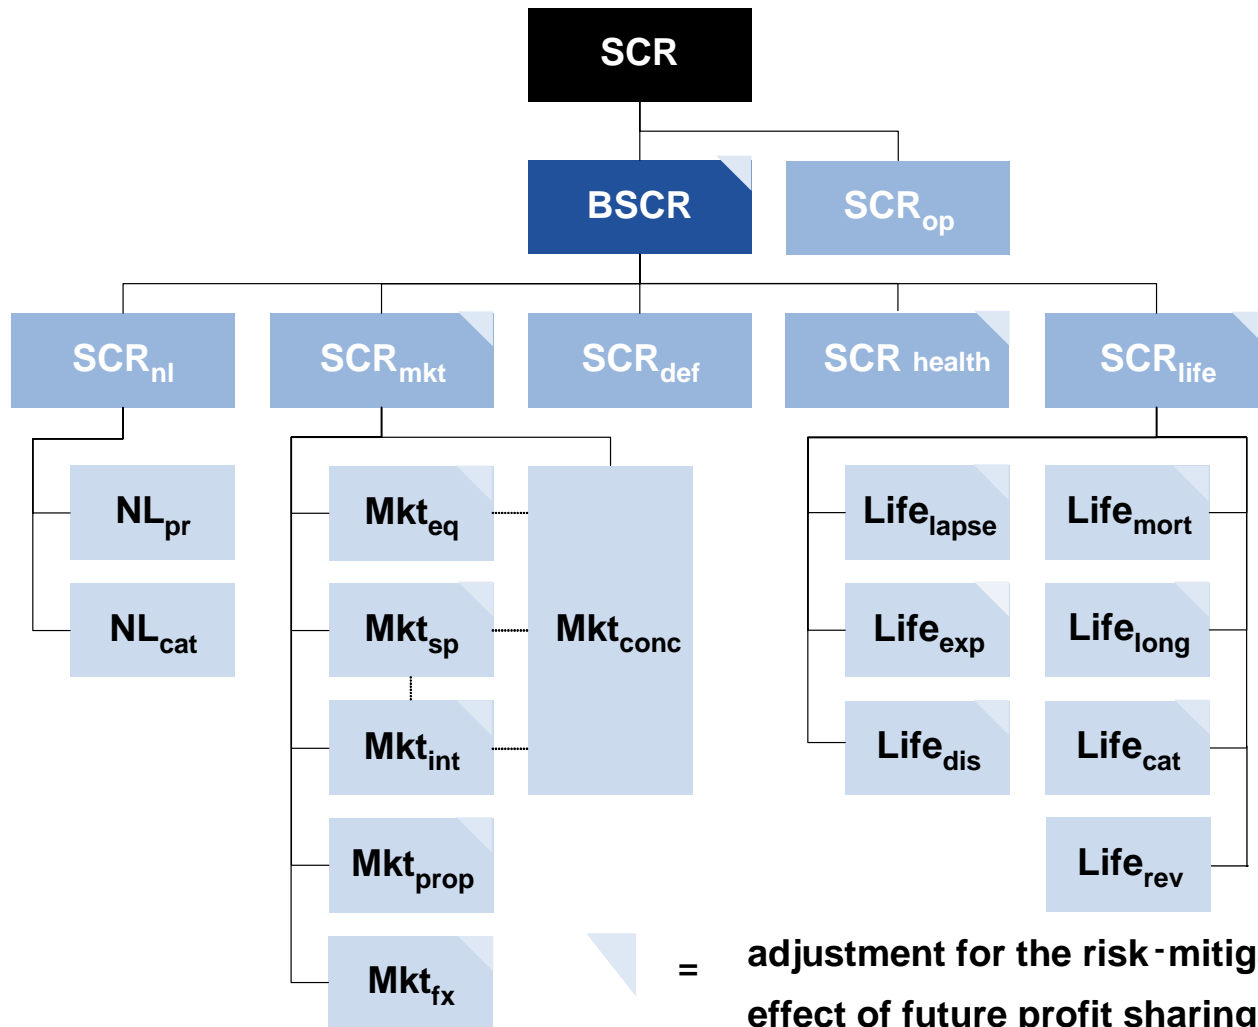 SCR
BSCR
SCRop
SCRnl
SCRmkt
SCRdef
SCR health
SCRlife
NLpr
Mkteq
Mktconc
Lifelapse
Lifemort
NLcat
Mktsp
Lifeexp
Lifelong
Mktint
Lifedis
Lifecat
Mktprop
Liferev
Mktfx
= adjustment for the risk-mitig
effect of future profit sharing